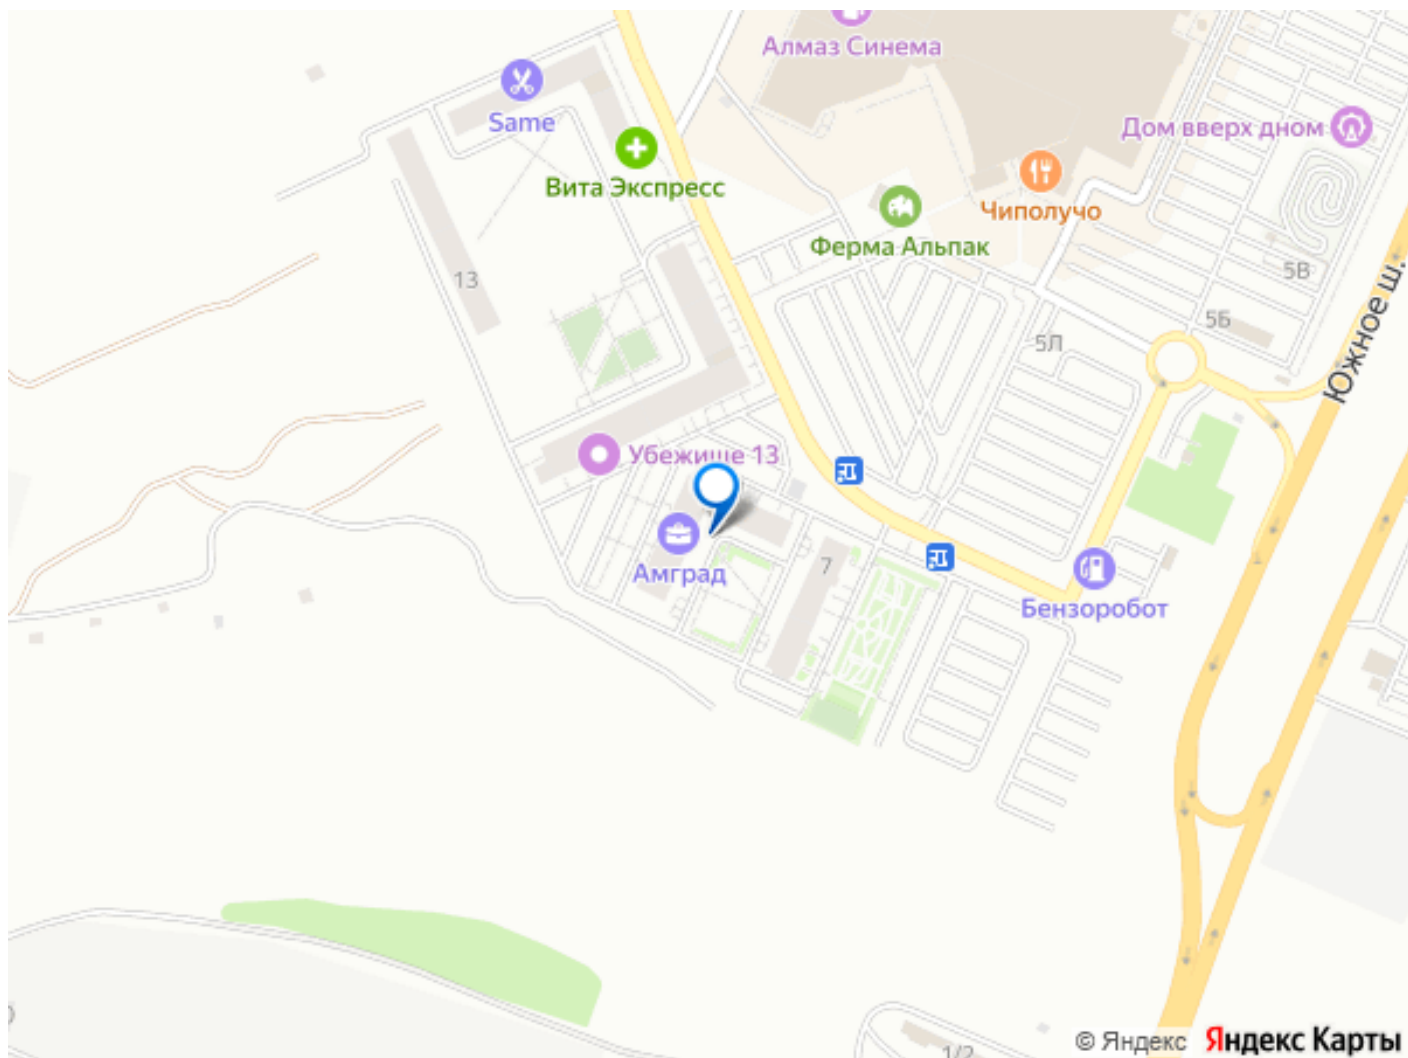 Алмаз Синема
Same
Дом вверх дном
Вита Экспресс
Чиполучо
Ферма Альпак
13
5В
5Б
5Л
Южное ш.
Убежище 13
Амград
7
Бензоробот
1/2
© Яндекс Яндекс Карты